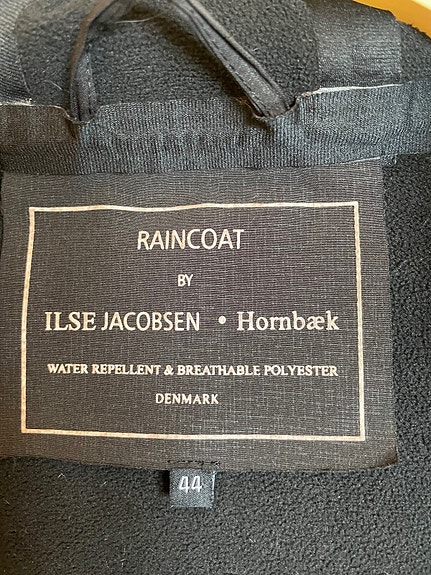 RAINCOAT
BY
ILSE JACOBSEN • Hornbæk
WATER REPELLENT & BREATHABLE POLYESTER
DENMARK
44